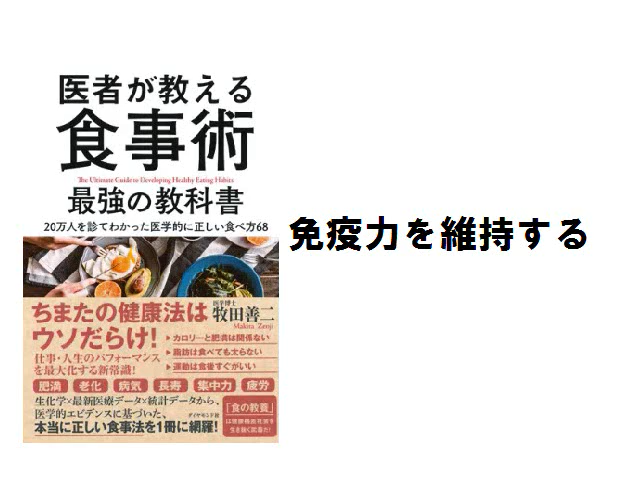 医者が教える
食事術
The Ultimate Guide to Developing Healthy Eating Habits
最強の教科書
20万人を診てわかった医学的に正しい食べ方68
免疫力を維持する
ちまたの健康法は
ウソだらけ!
医学博士
牧田善二
Makita Zenji
仕事・人生のパフォーマンス
を最大化する新常識!
▶カロリーと肥満は関係ない
▶脂肪は食べても太らない
▶運動は食後すぐがいい
肥満 老化 病気 長寿 集中力 疲労
生化学×最新医療データ×統計データから、
医学的エビデンスに基づいた、
本当に正しい食事法を1冊に網羅!
ダイヤモンド社
「食の教養」